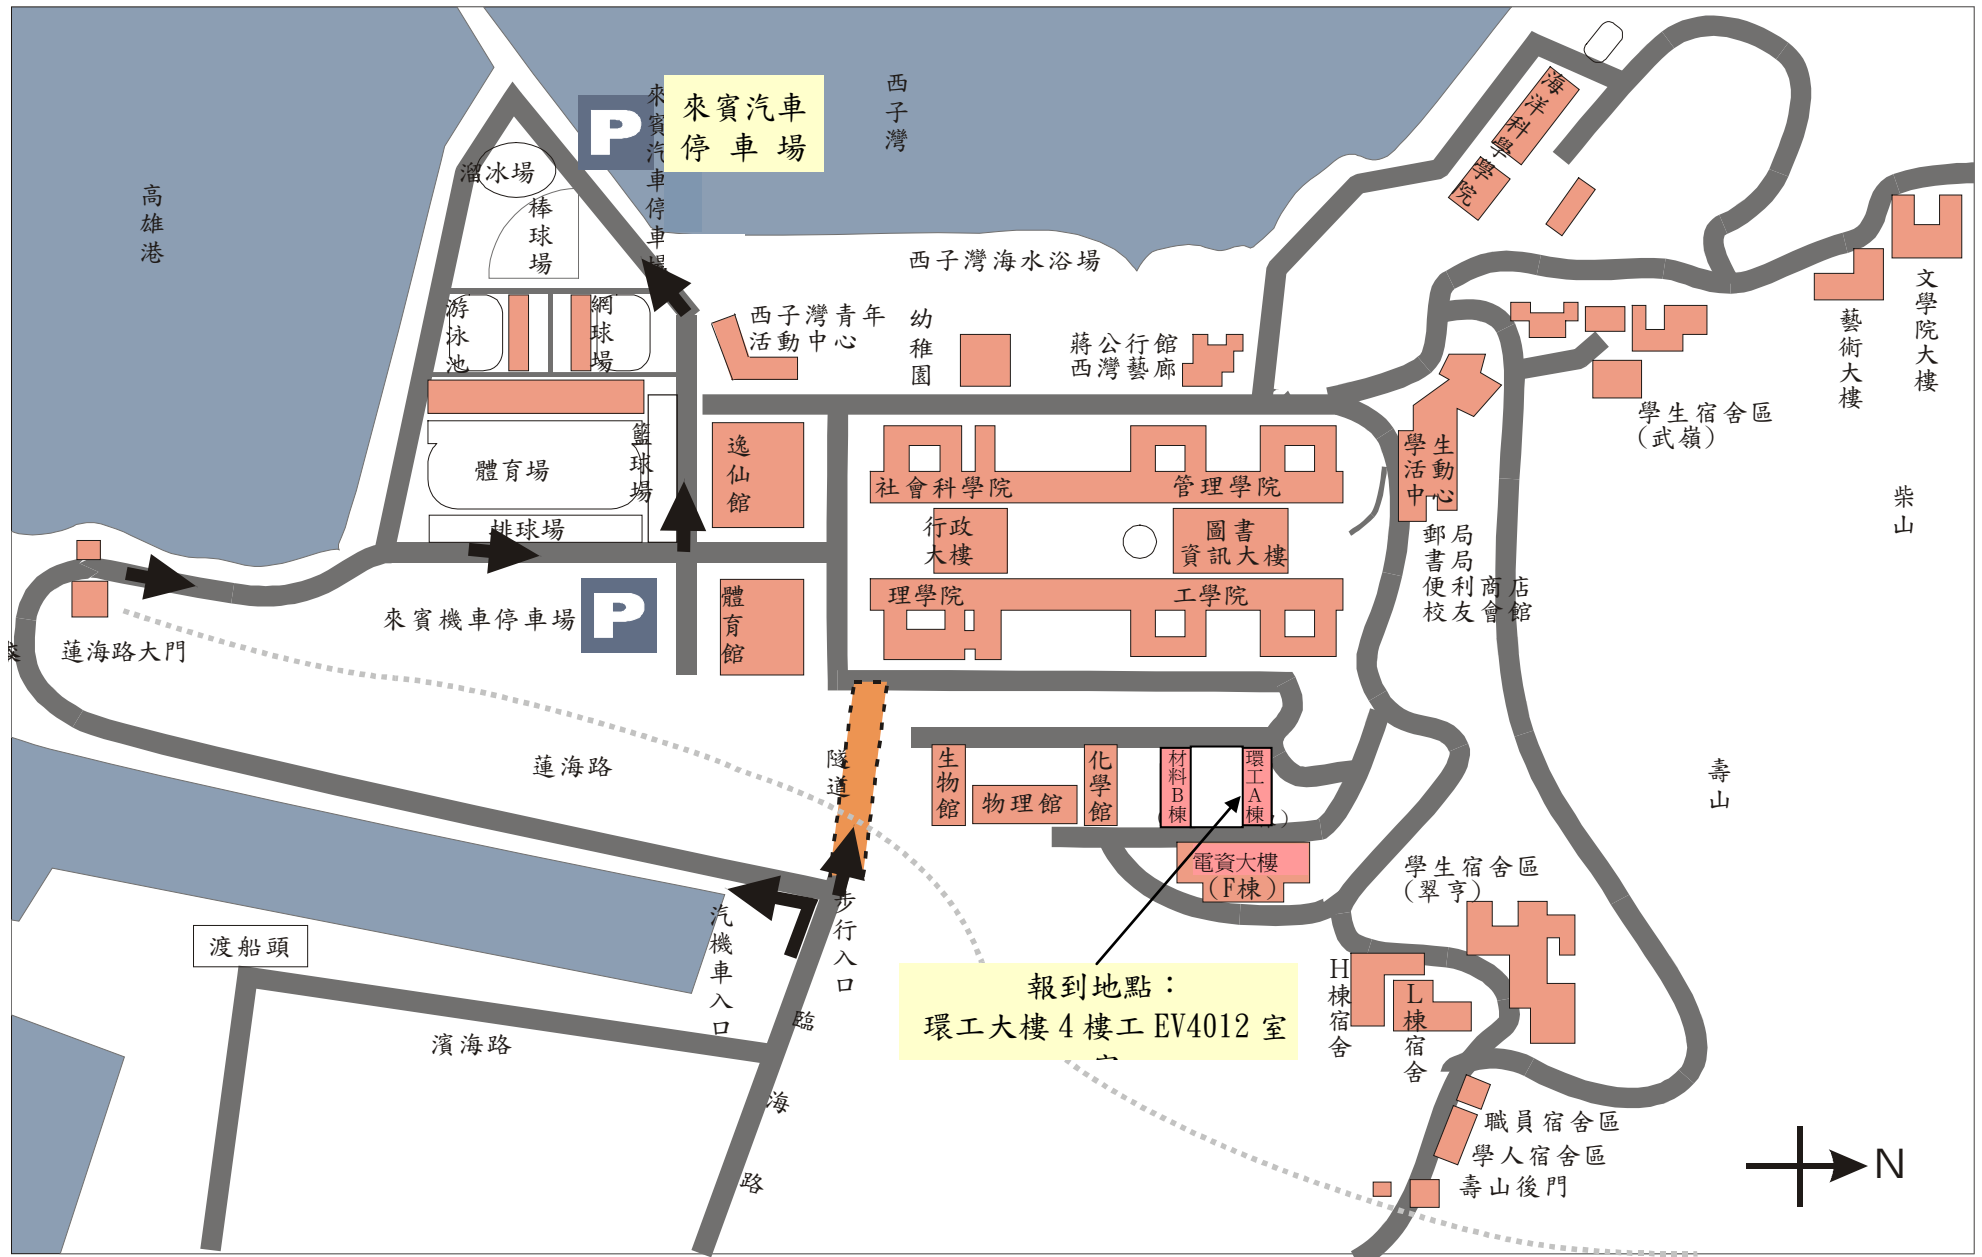 西子灣
高雄港
P
來賓汽車停車場
來賓汽車
停車場
溜冰場
棒球場
游泳池
網球場
西子灣海水浴場
西子灣青年
活動中心
幼稚園
蔣公行館
西灣藝廊
海洋科學
學院
文學院大樓
藝術大樓
學生宿舍區
(武嶺)
柴山
壽山
體育場
籃球場
排球場
逸仙館
社會科學院
管理學院
行政
大樓
圖書
資訊大樓
理學院
工學院
學生
活動
中心
郵局
書局
便利商店
校友會館
來賓機車停車場
P
體育館
蓮海路大門
蓮海路
隧道
生物館
物理館
化學館
材料B棟
環工A棟
電資大樓
(F棟)
學生宿舍區
(翠亨)
H棟宿舍
L棟宿舍
渡船頭
汽機車入口
步行入口
濱海路
臨海路
報到地點：
環工大樓 4 樓工 EV4012 室
職員宿舍區
學人宿舍區
壽山後門
N